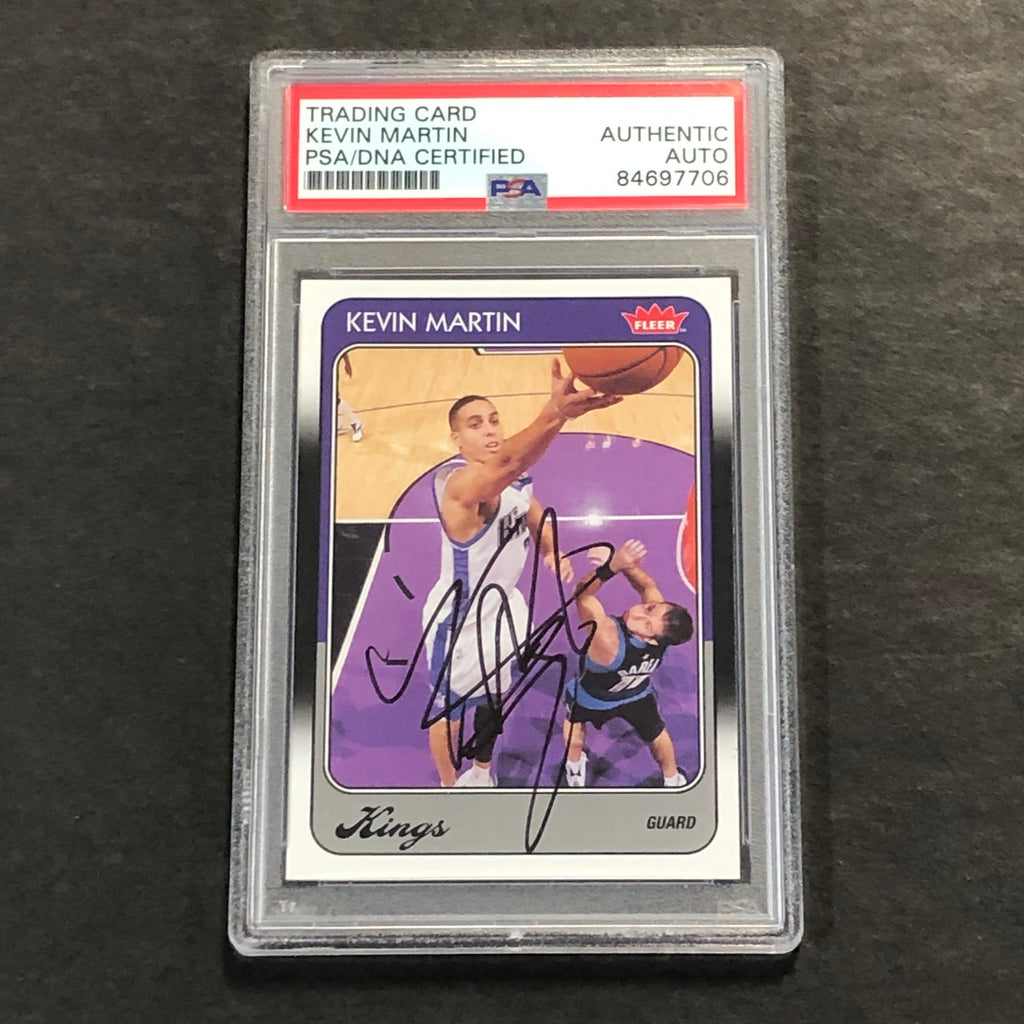 TRADING CARD
KEVIN MARTIN
PSA/DNA CERTIFIED
AUTHENTIC
AUTO
84697706
PSA
KEVIN MARTIN
FLEER
Kings
GUARD